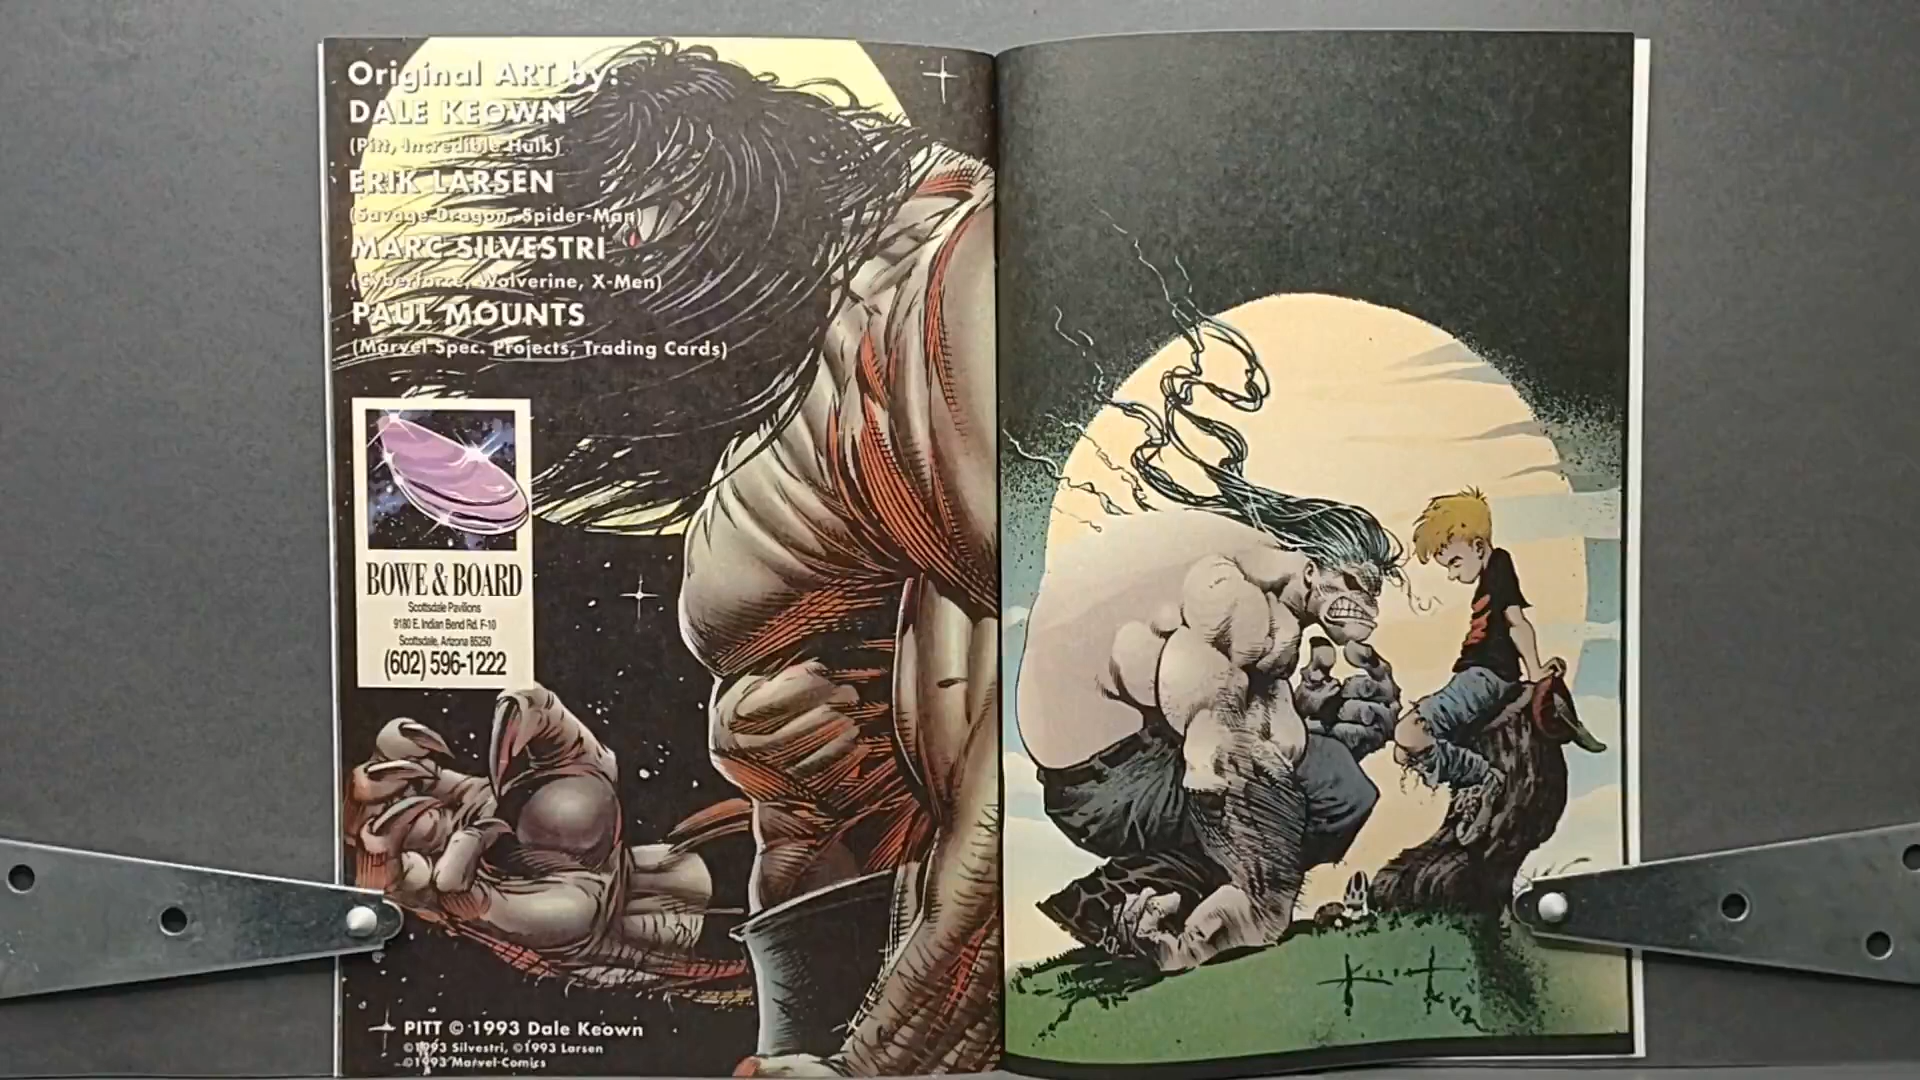 Original ART by:
DALE KEOWN
(Pitt, Incredible Hulk)
ERIK LARSEN
(Savage Dragon, Spider-Man)
MARC SILVESTRI
(Cyberforce, Wolverine, X-Men)
PAUL MOUNTS
(Marvel Spec. Projects, Trading Cards)
BOWE & BOARD
Scottsdale Pavilions
9180 E. Indian Bend Rd. F-10
Scottsdale, Arizona 85250
(602) 596-1222
PITT © 1993 Dale Keown
©1993 Silvestri, ©1993 Larsen
©1993 Marvel Comics